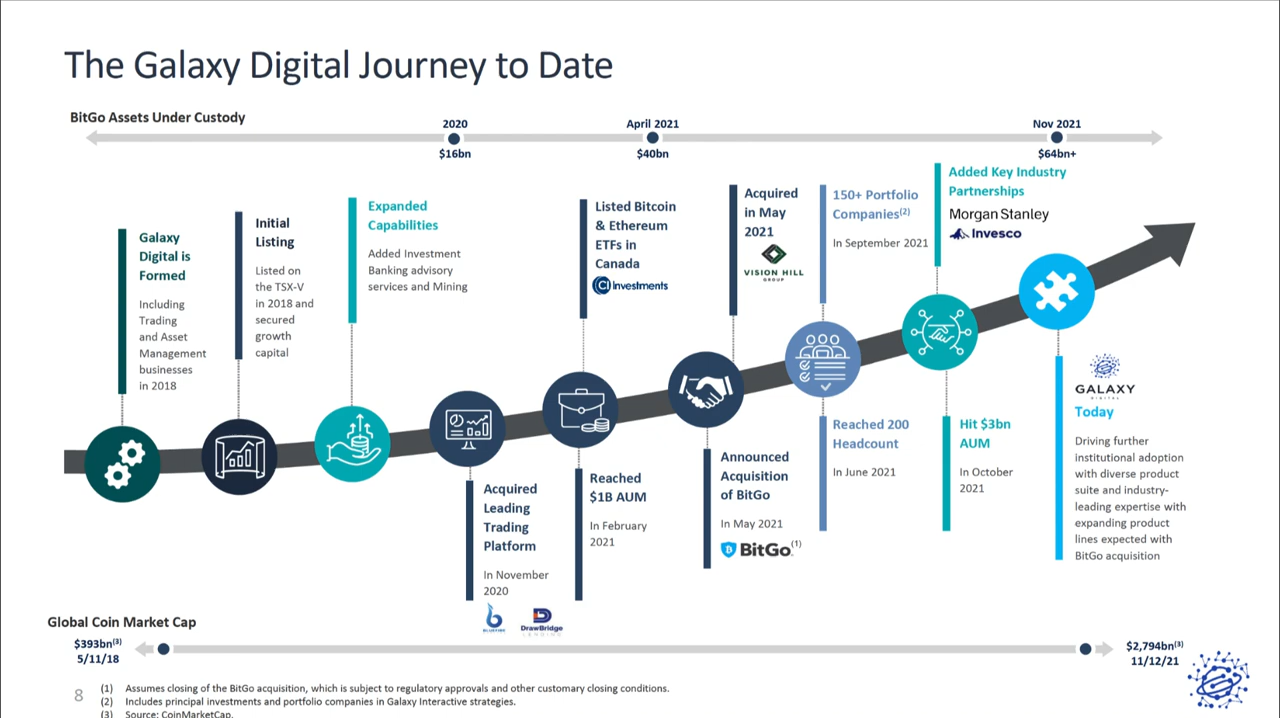 The Galaxy Digital Journey to Date
BitGo Assets Under Custody
2020
$16bn
April 2021
$40bn
Nov 2021
$64bn+
Galaxy
Digital is
Formed
Including
Trading
and Asset
Management
businesses
in 2018
Initial
Listing
Listed on
the TSX-V
in 2018 and
secured
growth
capital
Expanded
Capabilities
Added Investment
Banking advisory
services and Mining
Acquired
Leading
Trading
Platform
In November
2020
BLUEFIRE
DrawBridge
LENDING
Listed Bitcoin
& Ethereum
ETFs in
Canada
CI Investments
Reached
$1B AUM
In February
2021
Acquired
in May
2021
VISION HILL
GROUP
Announced
Acquisition
of BitGo
In May 2021
BitGo.(1)
150+ Portfolio
Companies(2)
In September 2021
Reached 200
Headcount
In June 2021
Added Key Industry
Partnerships
Morgan Stanley
Invesco
Hit $3bn
AUM
In October
2021
GALAXY
DIGITAL
Today
Driving further
institutional adoption
with diverse product
suite and industry-
leading expertise with
expanding product
lines expected with
BitGo acquisition
Global Coin Market Cap
$393bn(3)
5/11/18
$2,794bn(3)
11/12/21
8
(1) Assumes closing of the BitGo acquisition, which is subject to regulatory approvals and other customary closing conditions.
(2) Includes principal investments and portfolio companies in Galaxy Interactive strategies.
(3) Source: CoinMarketCap.